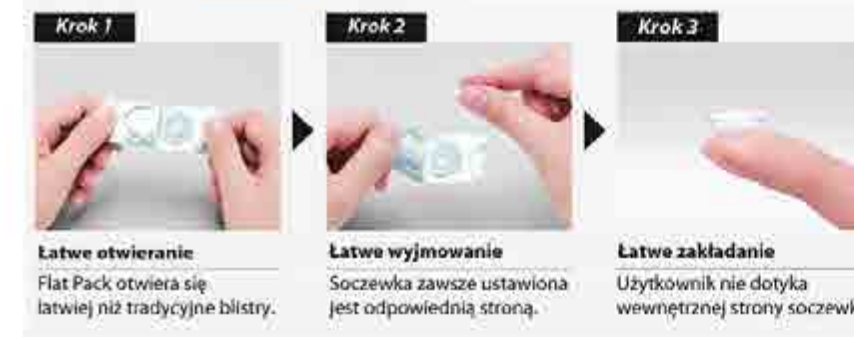 Krok 1
Łatwe otwieranie
Flat Pack otwiera się
łatwiej niż tradycyjne blistry.
Krok 2
Łatwe wyjmowanie
Soczewka zawsze ustawiona
jest odpowiednią stroną.
Krok 3
Łatwe zakładanie
Użytkownik nie dotyka
wewnętrznej strony soczewk